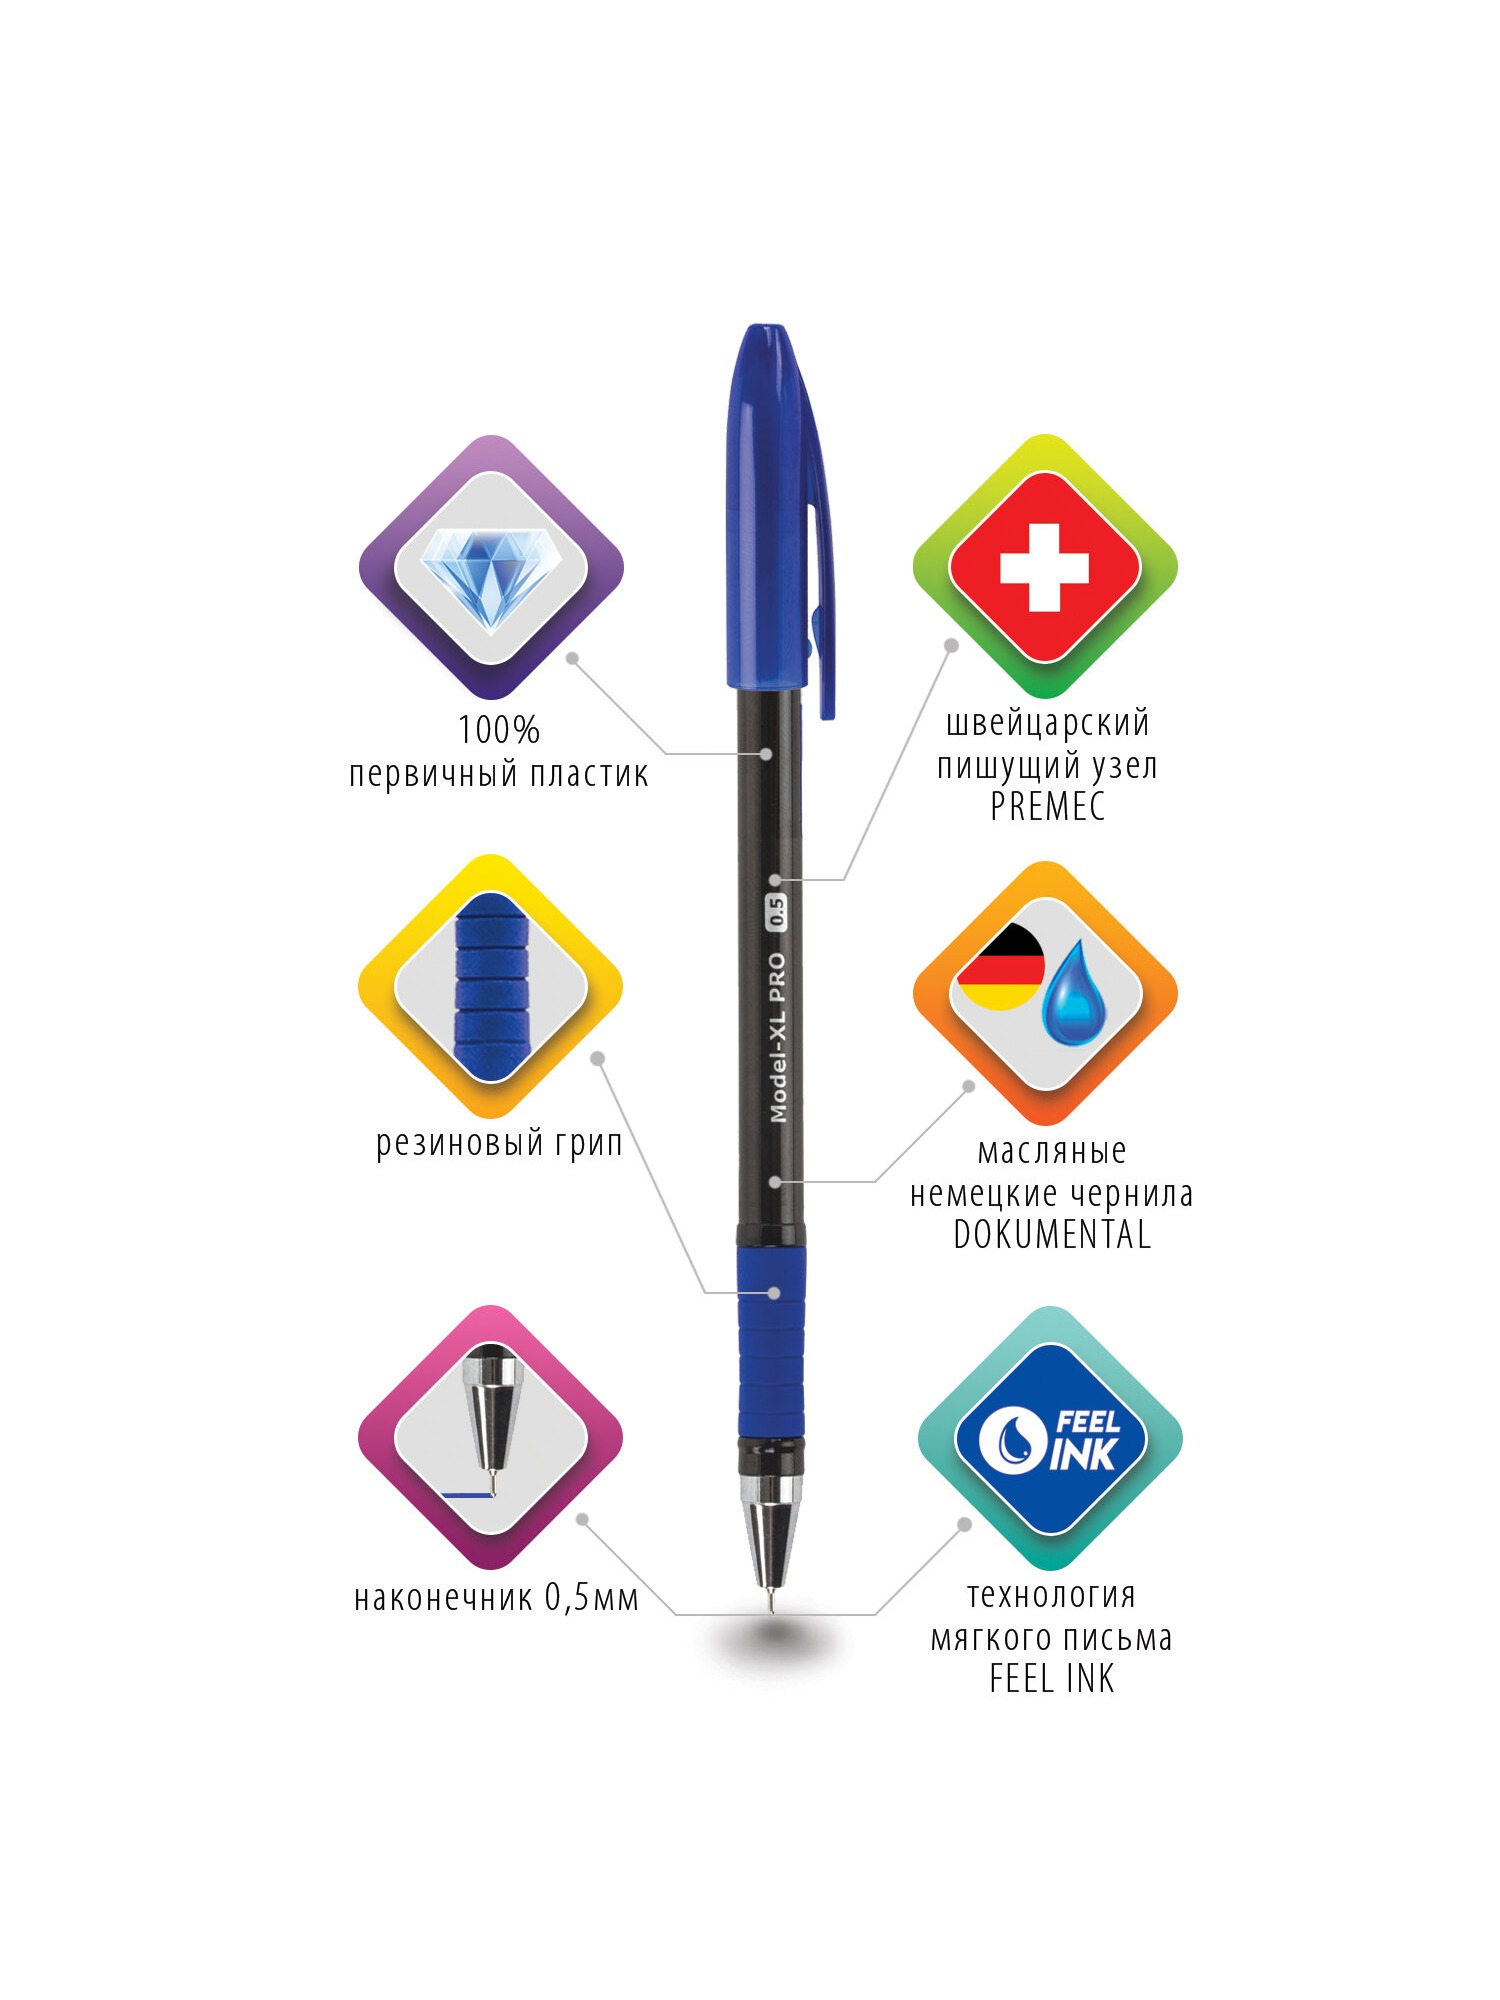 100%
первичный пластик
швейцарский
пишущий узел
PREMEC
Model-XL PRO 0.5
резиновый грип
масляные
немецкие чернила
DOKUMENTAL
наконечник 0,5мм
FEEL
INK
технология
мягкого письма
FEEL INK